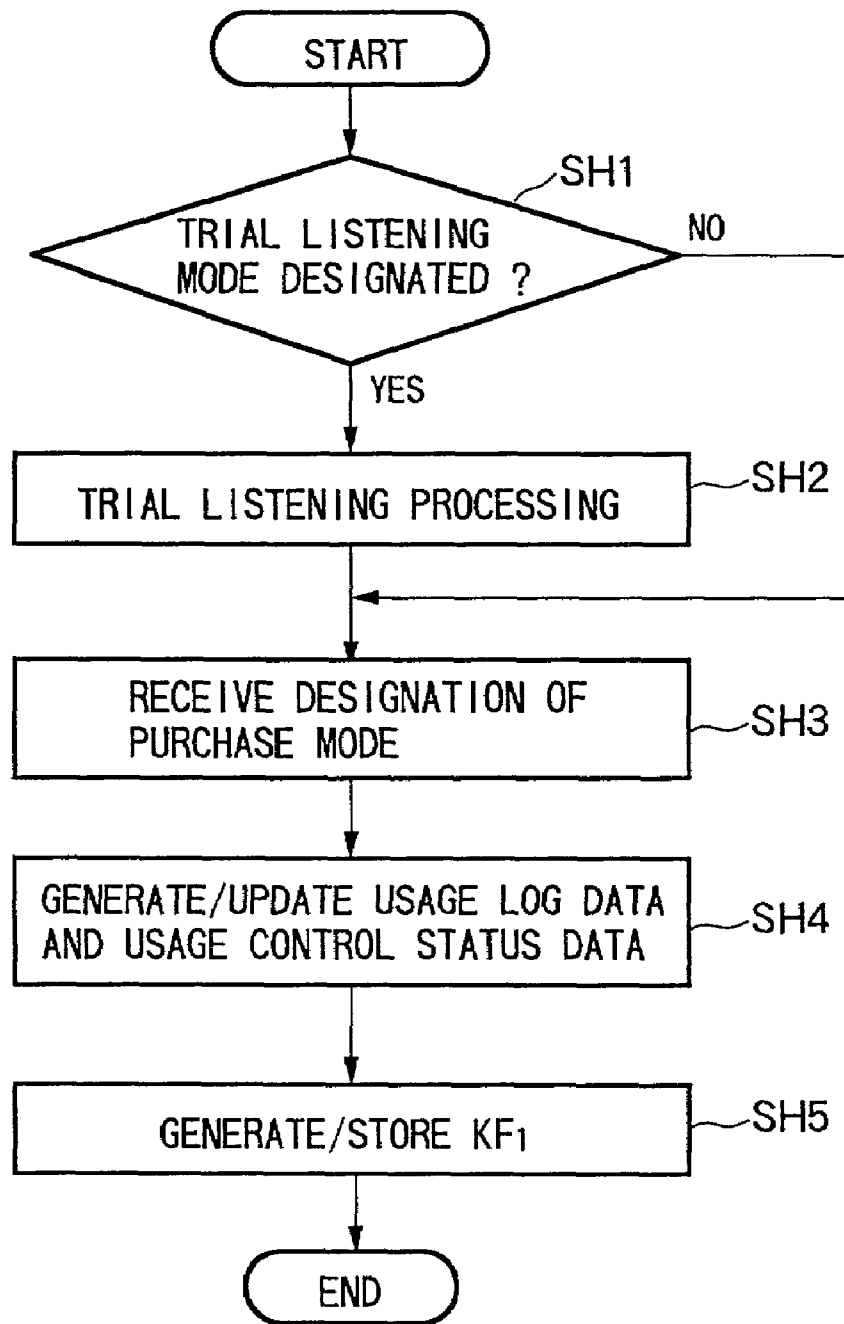 START
SH1
TRIAL LISTENING
MODE DESIGNATED ?
NO
YES
TRIAL LISTENING PROCESSING
SH2
RECEIVE DESIGNATION OF
PURCHASE MODE
SH3
GENERATE/UPDATE USAGE LOG DATA
AND USAGE CONTROL STATUS DATA
SH4
GENERATE/STORE KF₁
SH5
END